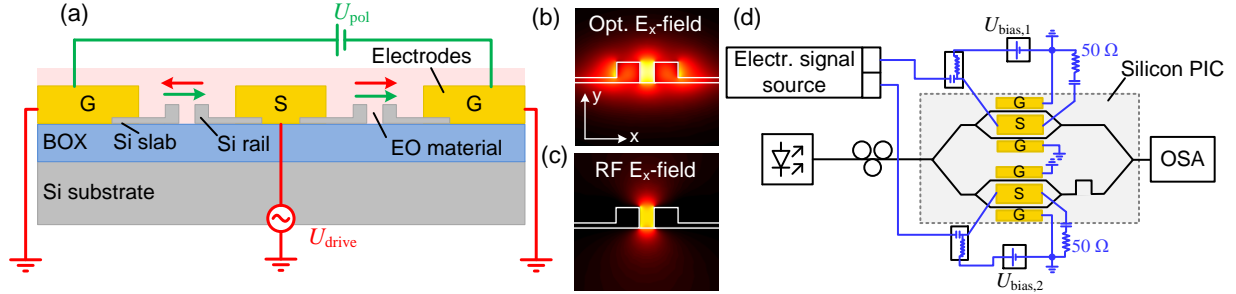 (a)
U_pol
Electrodes
G
S
G
BOX
Si slab
Si rail
EO material
Si substrate
U_drive
(b)
Opt. E_x-field
y
x
(c)
RF E_x-field
(d)
U_bias,1
50 Ω
Electr. signal
source
Silicon PIC
G
S
G
G
S
G
OSA
50 Ω
U_bias,2